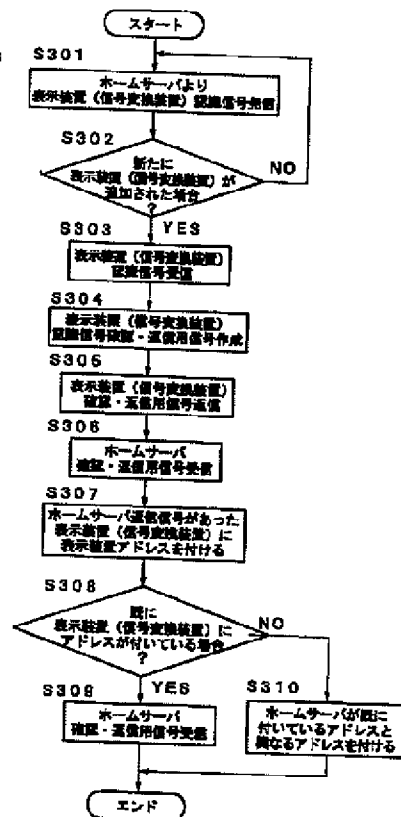 スタート
S301
ホームサーバより
表示装置（信号変換装置）認識信号発信
S302
新たに
表示装置（信号変換装置）が
追加された場合
?
NO
YES
S303
表示装置（信号変換装置）
認識信号受信
S304
表示装置（信号変換装置）
認識信号確認・返信用信号作成
S305
表示装置（信号変換装置）
確認・返信用信号返信
S306
ホームサーバ
確認・返信用信号受信
S307
ホームサーバ返信信号があった
表示装置（信号変換装置）に
表示装置アドレスを付ける
S308
既に
表示装置（信号変換装置）に
アドレスが付いている場合
?
NO
YES
S309
ホームサーバ
確認・返信用信号受信
S310
ホームサーバが既に
付いているアドレスと
異なるアドレスを付ける
エンド